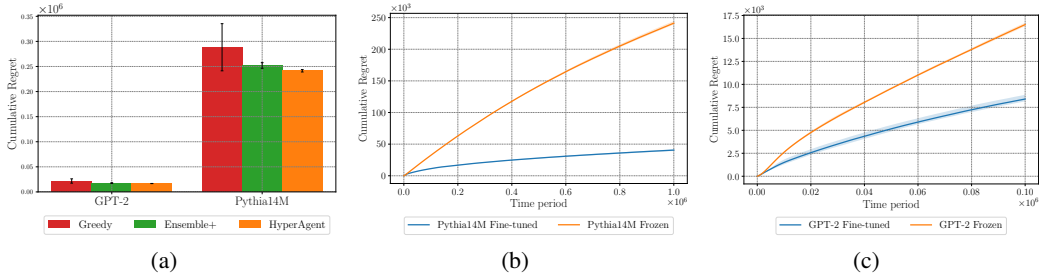 ×10⁶
0.35
0.30
0.25
0.20
0.15
0.10
0.05
0.00
Cumulative Regret
GPT-2
Pythia14M
Greedy
Ensemble+
HyperAgent
(a)
×10³
250
200
150
100
50
0
Cumulative Regret
0.0
0.2
0.4
0.6
0.8
1.0
Time period
×10⁶
Pythia14M Fine-tuned
Pythia14M Frozen
(b)
×10³
17.5
15.0
12.5
10.0
7.5
5.0
2.5
0.0
Cumulative Regret
0.00
0.02
0.04
0.06
0.08
0.10
Time period
×10⁶
GPT-2 Fine-tuned
GPT-2 Frozen
(c)